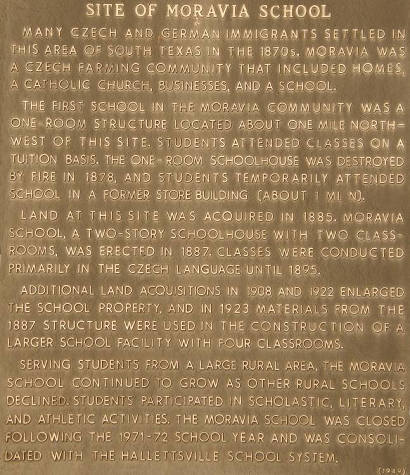 SITE OF MORAVIA SCHOOL
MANY CZECH AND GERMAN IMMIGRANTS SETTLED IN
THIS AREA OF SOUTH TEXAS IN THE 1870s. MORAVIA WAS
A CZECH FARMING COMMUNITY THAT INCLUDED HOMES,
A CATHOLIC CHURCH, BUSINESSES, AND A SCHOOL.
THE FIRST SCHOOL IN THE MORAVIA COMMUNITY WAS A
ONE-ROOM STRUCTURE LOCATED ABOUT ONE MILE NORTH-
WEST OF THIS SITE. STUDENTS ATTENDED CLASSES ON A
TUITION BASIS. THE ONE-ROOM SCHOOLHOUSE WAS DESTROYED
BY FIRE IN 1878, AND STUDENTS TEMPORARILY ATTENDED
SCHOOL IN A FORMER STORE BUILDING (ABOUT 1 MI N).
LAND AT THIS SITE WAS ACQUIRED IN 1885. MORAVIA
SCHOOL, A TWO-STORY SCHOOLHOUSE WITH TWO CLASS-
ROOMS, WAS ERECTED IN 1887. CLASSES WERE CONDUCTED
PRIMARILY IN THE CZECH LANGUAGE UNTIL 1895.
ADDITIONAL LAND ACQUISITIONS IN 1908 AND 1922 ENLARGED
THE SCHOOL PROPERTY, AND IN 1923 MATERIALS FROM THE
1887 STRUCTURE WERE USED IN THE CONSTRUCTION OF A
LARGER SCHOOL FACILITY WITH FOUR CLASSROOMS.
SERVING STUDENTS FROM A LARGE RURAL AREA, THE MORAVIA
SCHOOL CONTINUED TO GROW AS OTHER RURAL SCHOOLS
DECLINED. STUDENTS PARTICIPATED IN SCHOLASTIC, LITERARY,
AND ATHLETIC ACTIVITIES. THE MORAVIA SCHOOL WAS CLOSED
FOLLOWING THE 1971-72 SCHOOL YEAR AND WAS CONSOLI-
DATED WITH THE HALLETTSVILLE SCHOOL SYSTEM.